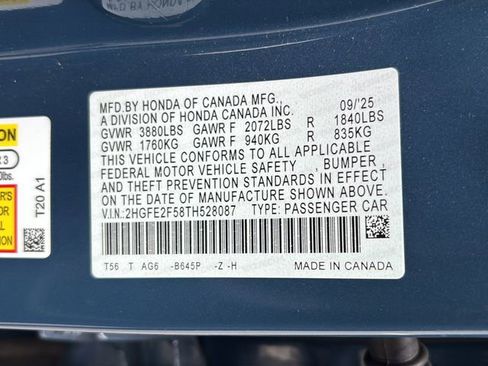 MFD.BY HONDA OF CANADA MFG.,
A DIVISION OF HONDA CANADA INC. 09/'25
GVWR 3880LBS GAWR F 2072LBS R 1840LBS
GVWR 1760KG GAWR F 940KG R 835KG
THIS VEHICLE CONFORMS TO ALL APPLICABLE
FEDERAL MOTOR VEHICLE SAFETY , BUMPER ,
AND THEFT PREVENTION STANDARDS IN EFFECT
ON THE DATE OF MANUFACTURE SHOWN ABOVE.
V.I.N:2HGFE2F58TH528087 TYPE: PASSENGER CAR
T56 T AG6 -B645P -Z -H
MADE IN CANADA
T20 A1